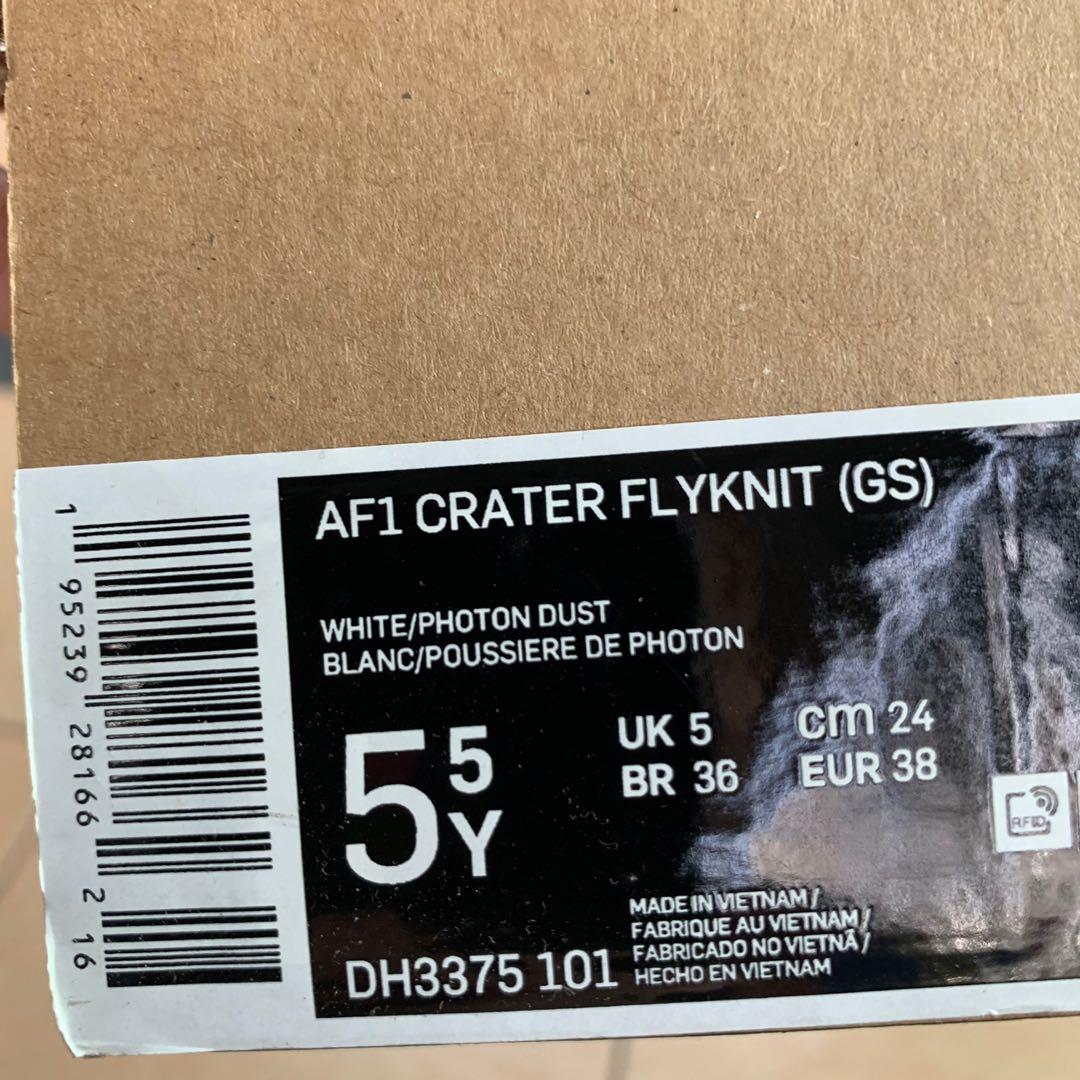 AF1 CRATER FLYKNIT (GS)
WHITE/PHOTON DUST
BLANC/POUSSIERE DE PHOTON
5 5 Y
UK 5
cm 24
BR 36
EUR 38
RFID
MADE IN VIETNAM /
FABRIQUE AU VIETNAM /
FABRICADO NO VIETNÃ /
HECHO EN VIETNAM
DH3375 101
1 95239 28166 2 16